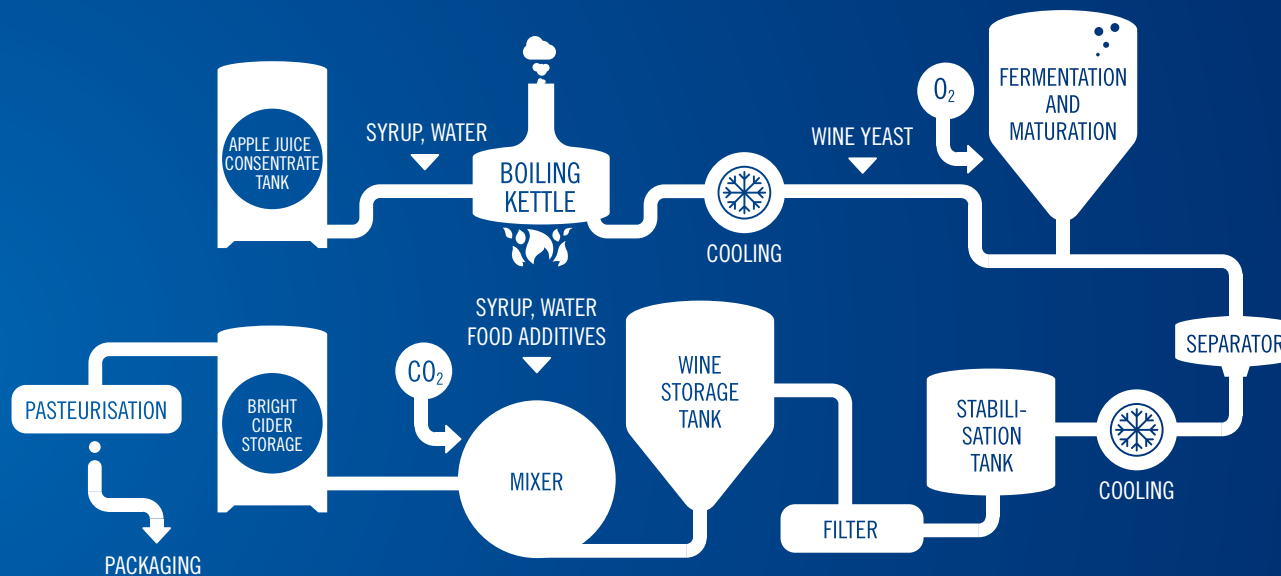 APPLE JUICE
CONSENTRATE
TANK
SYRUP, WATER
BOILING
KETTLE
COOLING
WINE YEAST
O₂
FERMENTATION
AND
MATURATION
SEPARATOR
COOLING
STABILI-
SATION
TANK
FILTER
WINE
STORAGE
TANK
SYRUP, WATER
FOOD ADDITIVES
CO₂
MIXER
BRIGHT
CIDER
STORAGE
PASTEURISATION
PACKAGING